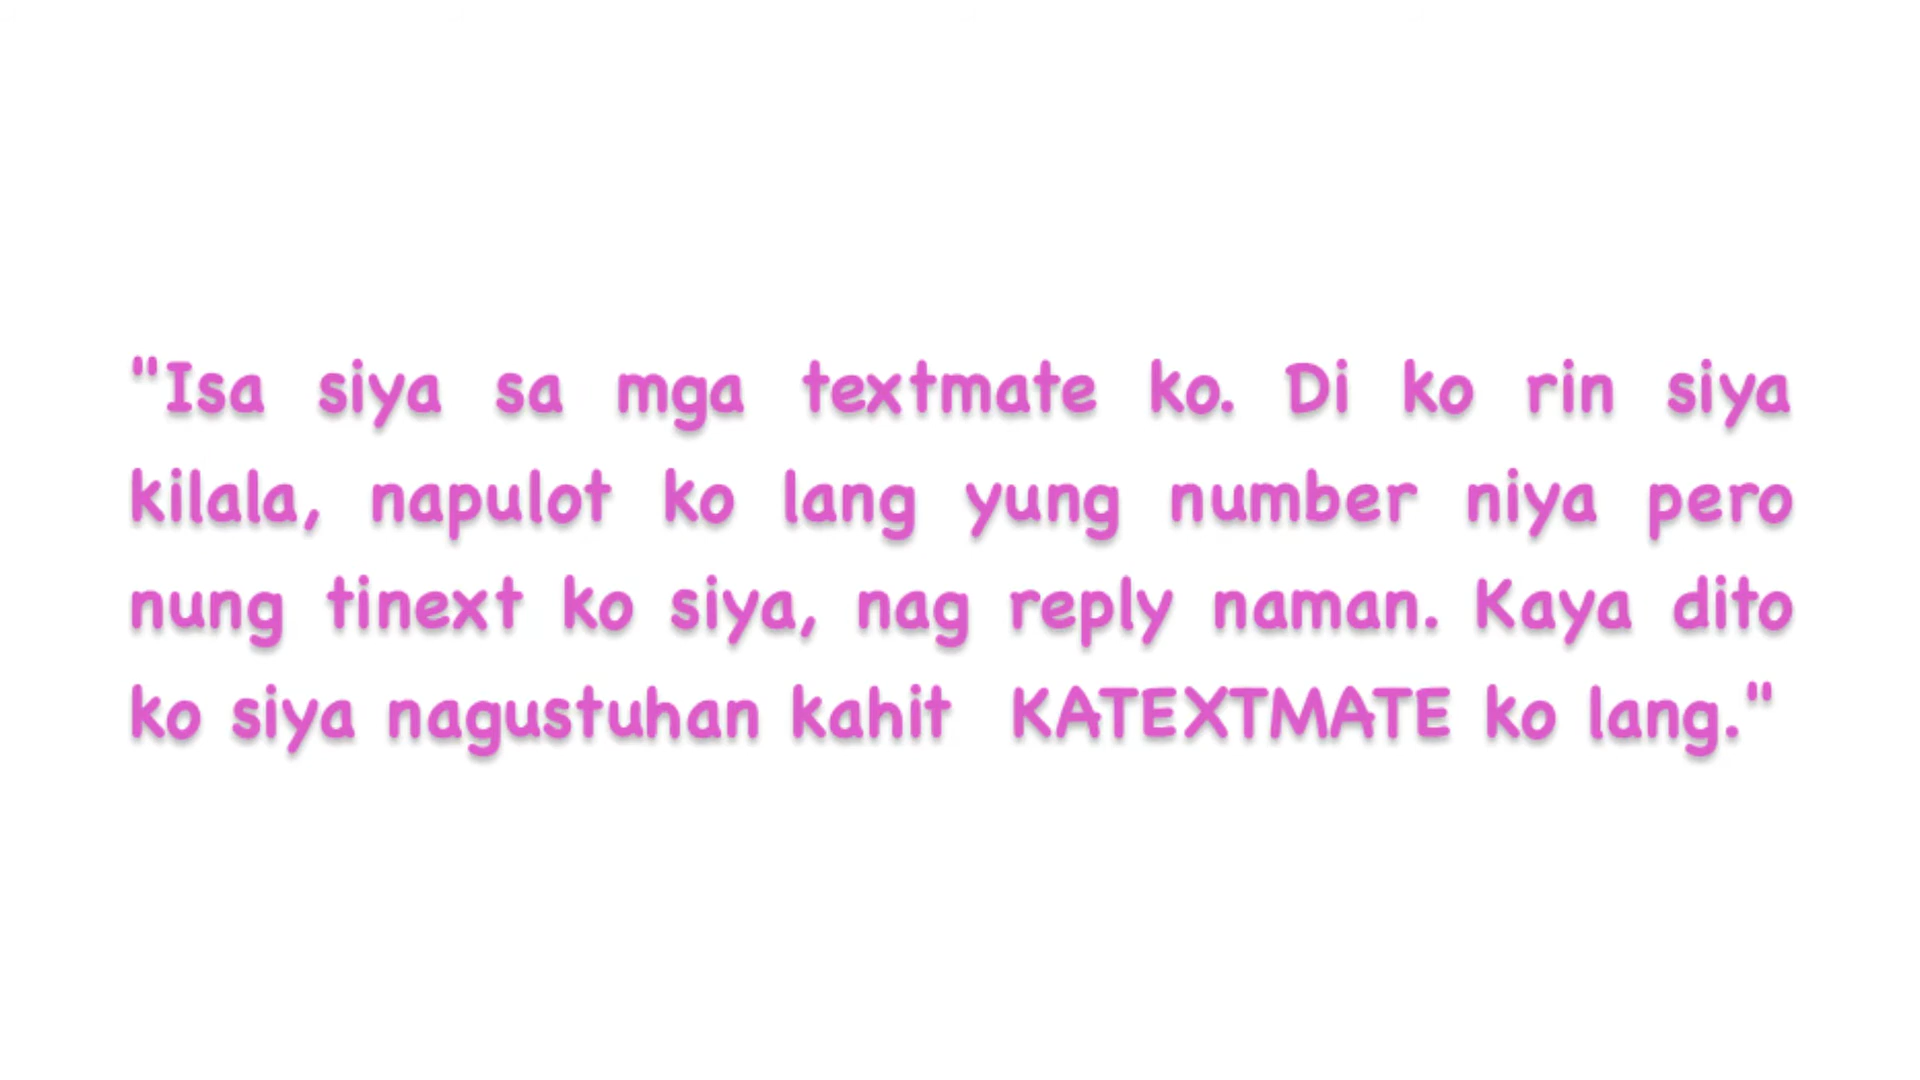 "Isa siya sa mga textmate ko. Di ko rin siya
kilala, napulot ko lang yung number niya pero
nung tinext ko siya, nag reply naman. Kaya dito
ko siya nagustuhan kahit  KATEXTMATE ko lang."